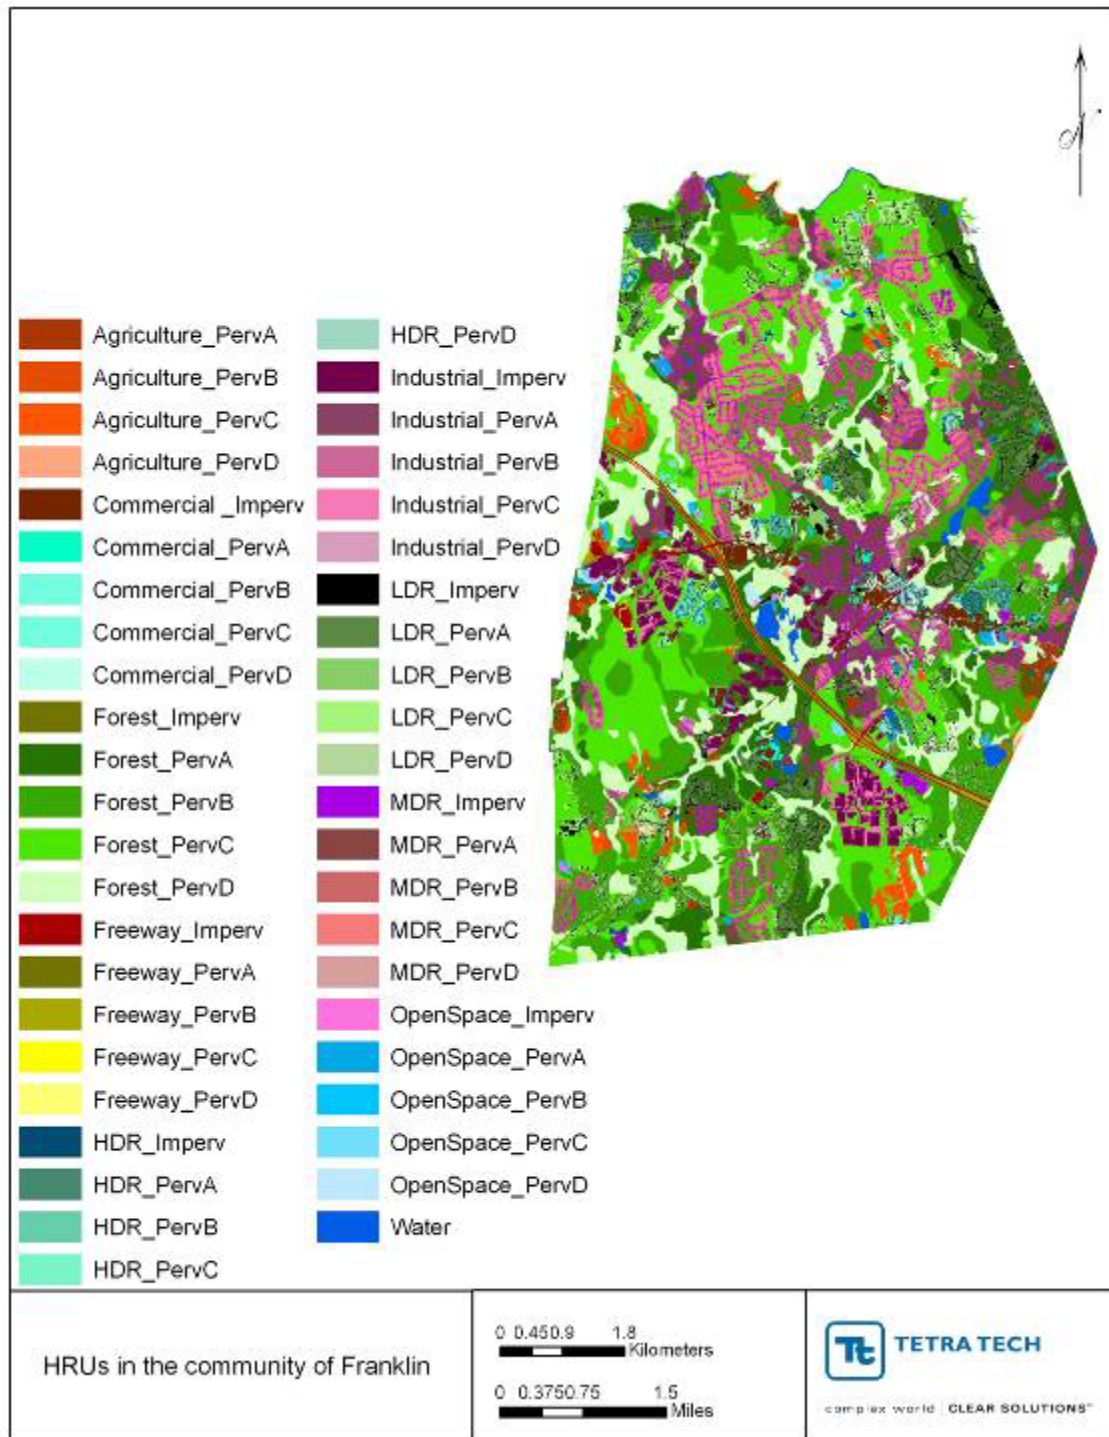 N
Agriculture_PervA
Agriculture_PervB
Agriculture_PervC
Agriculture_PervD
Commercial _Imperv
Commercial_PervA
Commercial_PervB
Commercial_PervC
Commercial_PervD
Forest_Imperv
Forest_PervA
Forest_PervB
Forest_PervC
Forest_PervD
Freeway_Imperv
Freeway_PervA
Freeway_PervB
Freeway_PervC
Freeway_PervD
HDR_Imperv
HDR_PervA
HDR_PervB
HDR_PervC
HDR_PervD
Industrial_Imperv
Industrial_PervA
Industrial_PervB
Industrial_PervC
Industrial_PervD
LDR_Imperv
LDR_PervA
LDR_PervB
LDR_PervC
LDR_PervD
MDR_Imperv
MDR_PervA
MDR_PervB
MDR_PervC
MDR_PervD
OpenSpace_Imperv
OpenSpace_PervA
OpenSpace_PervB
OpenSpace_PervC
OpenSpace_PervD
Water
HRUs in the community of Franklin
0 0.450.9 1.8
Kilometers
0 0.3750.75 1.5
Miles
Tt TETRA TECH
complex world | CLEAR SOLUTIONS™